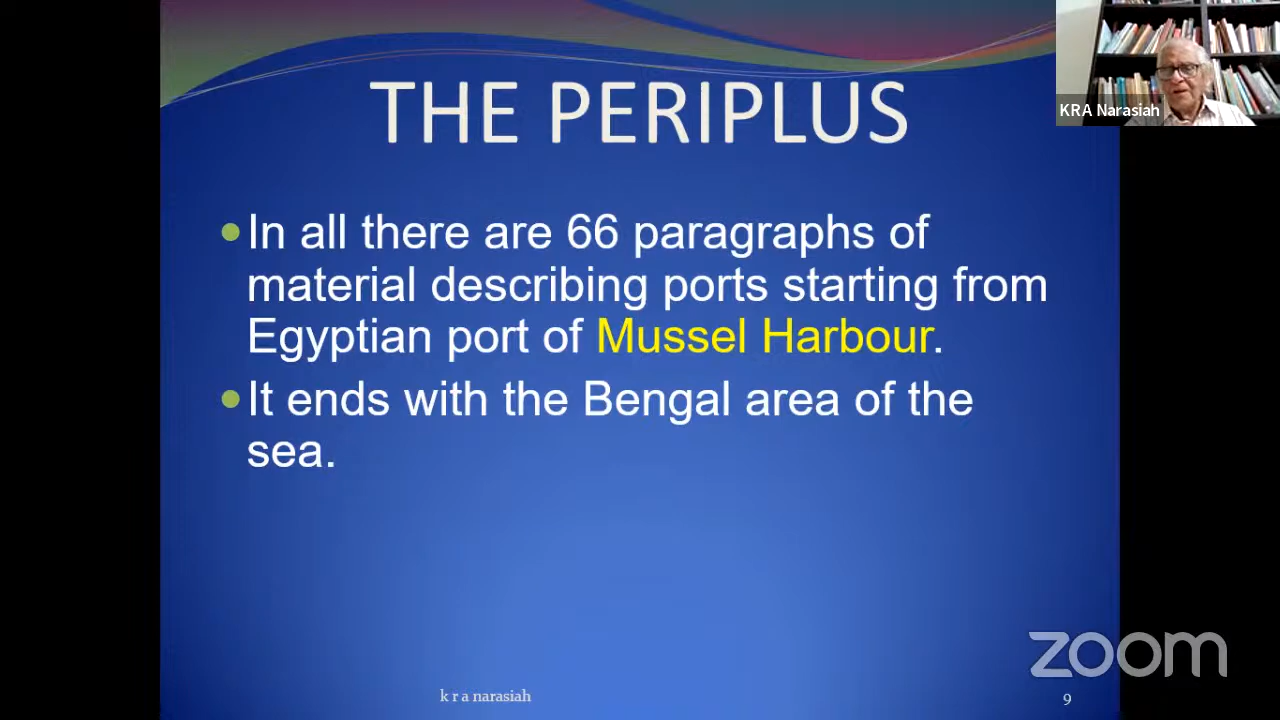 THE PERIPLUS
KRA Narasiah
In all there are 66 paragraphs of
material describing ports starting from
Egyptian port of Mussel Harbour.
It ends with the Bengal area of the
sea.
zoom
k r a narasiah
9